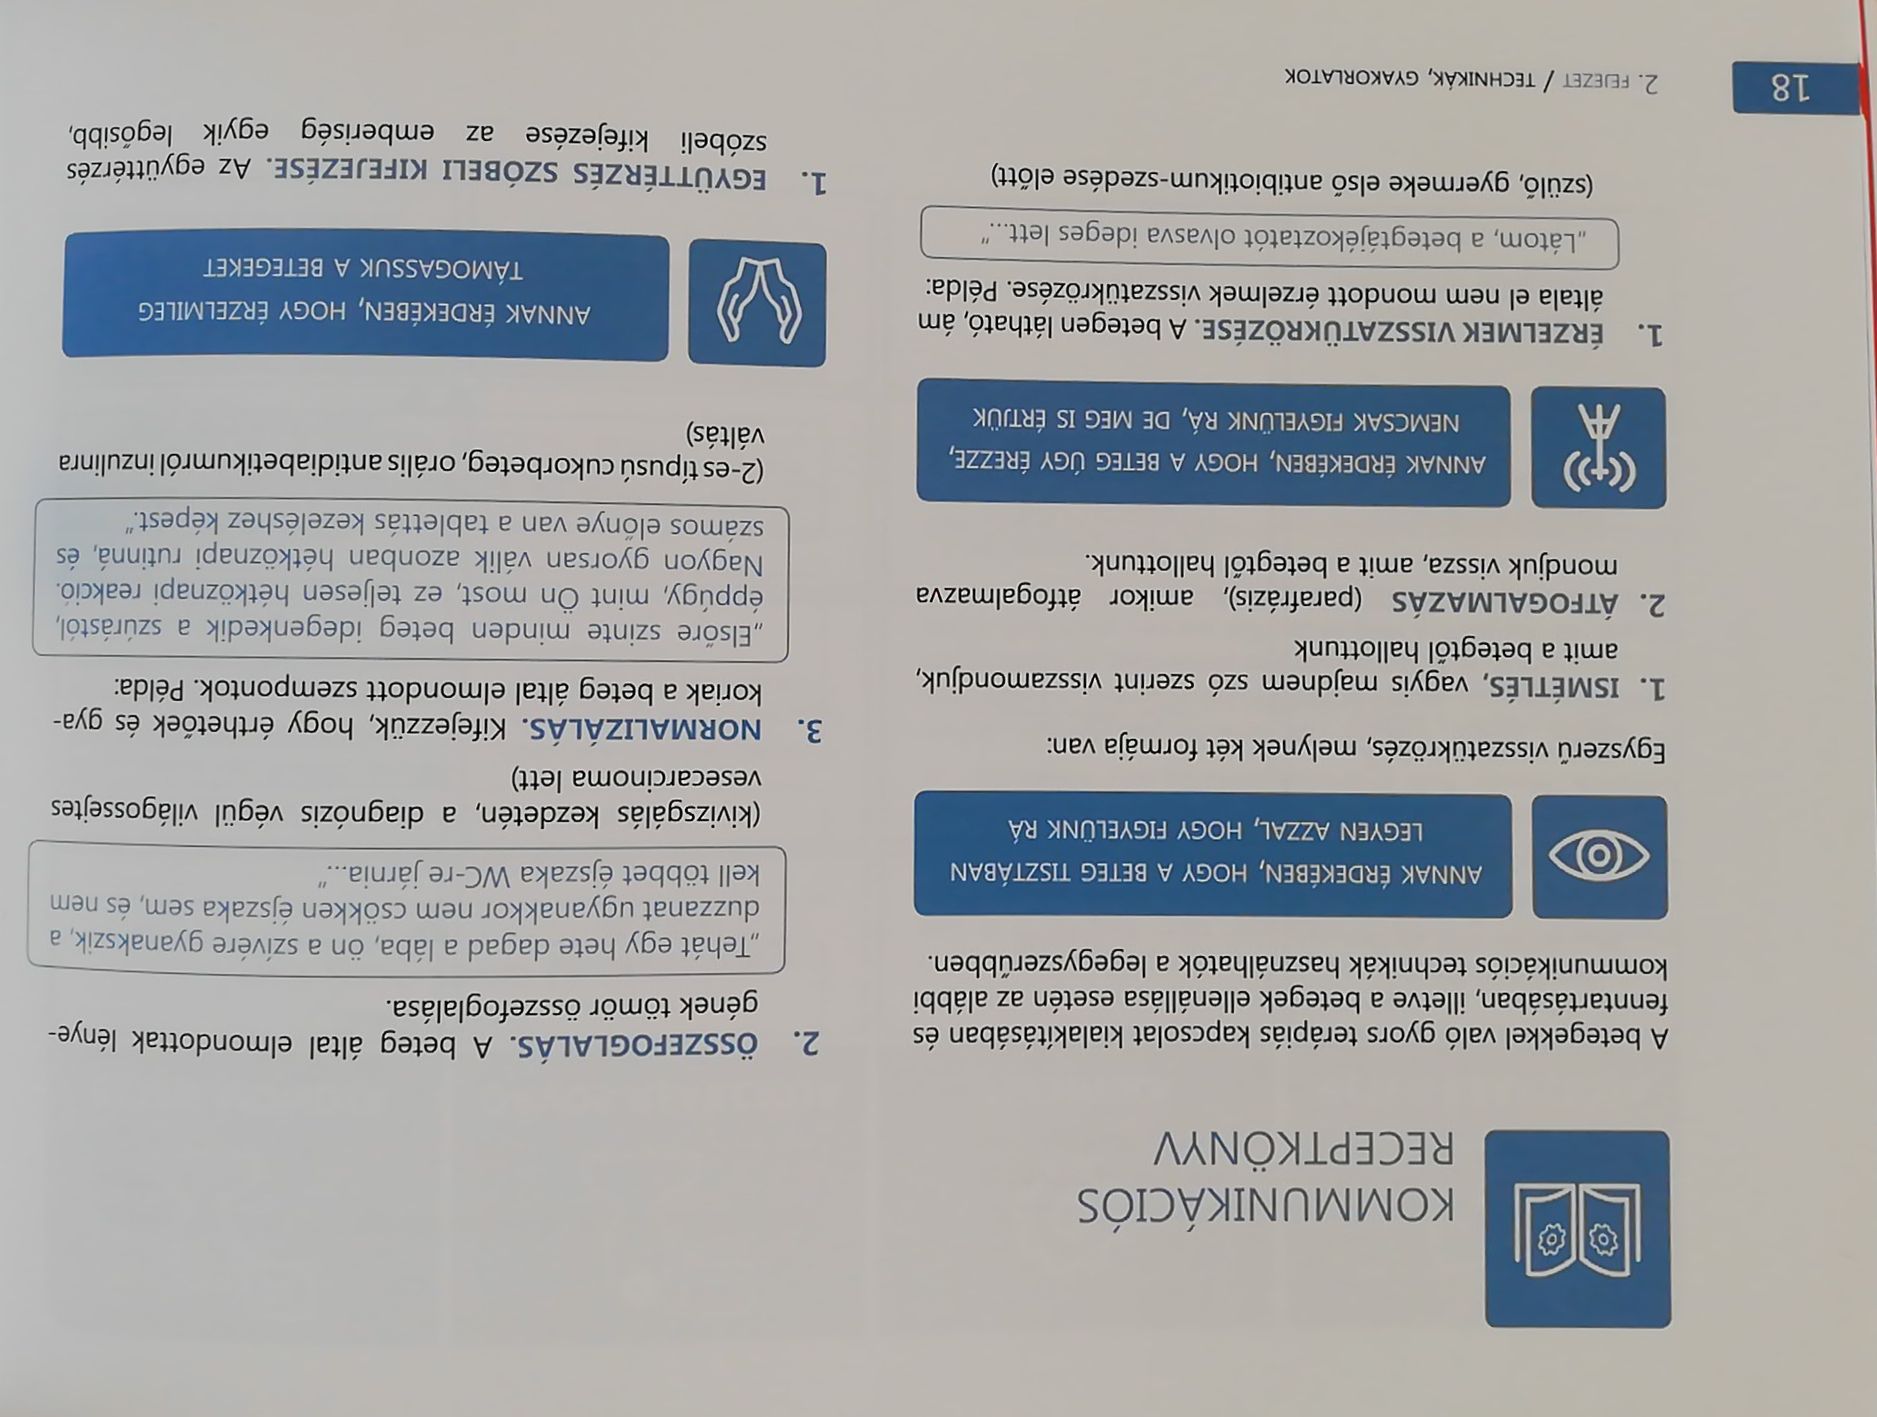 KOMMUNIKÁCIÓS
RECEPTKÖNYV
A betegekkel való gyors terápiás kapcsolat kialakításában és
fenntartásában, illetve a betegek ellenállása esetén az alábbi
kommunikációs technikák használhatók a legegyszerűbben.
ANNAK ÉRDEKÉBEN, HOGY A BETEG TISZTÁBAN
LEGYEN AZZAL, HOGY FIGYELÜNK RÁ
Egyszerű visszatükrözés, melynek két formája van:
1. ISMÉTLÉS, vagyis majdnem szó szerint visszamondjuk,
amit a betegtől hallottunk
2. ÁTFOGALMAZÁS (parafrázis), amikor átfogalmazva
mondjuk vissza, amit a betegtől hallottunk.
ANNAK ÉRDEKÉBEN, HOGY A BETEG ÚGY ÉREZZE,
NEMCSAK FIGYELÜNK RÁ, DE MEG IS ÉRTJÜK
1. ÉRZELMEK VISSZATÜKRÖZÉSE. A betegen látható, ám
általa el nem mondott érzelmek visszatükrözése. Példa:
„Látom, a betegtájékoztatót olvasva ideges lett...“
(szülő, gyermeke első antibiotikum-szedése előtt)
2. ÖSSZEFOGLALÁS. A beteg által elmondottak lénye-
gének tömör összefoglalása.
„Tehát egy hete dagad a lába, ön a szívére gyanakszik, a
duzzanat ugyanakkor nem csökken éjszaka sem, és nem
kell többet éjszaka WC-re járnia...“
(kivizsgálás kezdetén, a diagnózis végül világossejtes
vesecarcinoma lett)
3. NORMALIZÁLÁS. Kifejezzük, hogy érthetőek és gya-
koriak a beteg által elmondott szempontok. Példa:
„Elsőre szinte minden beteg idegenkedik a szúrástól,
éppúgy, mint Ön most, ez teljesen hétköznapi reakció.
Nagyon gyorsan válik azonban hétköznapi rutinná, és
számos előnye van a tablettás kezeléshez képest.“
(2-es típusú cukorbeteg, orális antidiabetikumról inzulinra
váltás)
ANNAK ÉRDEKÉBEN, HOGY ÉRZELMILEG
TÁMOGASSUK A BETEGEKET
1. EGYÜTTÉRZÉS SZÓBELI KIFEJEZÉSE. Az együttérzés
szóbeli kifejezése az emberiség egyik legősibb,
18
2. FEJEZET / TECHNIKÁK, GYAKORLATOK